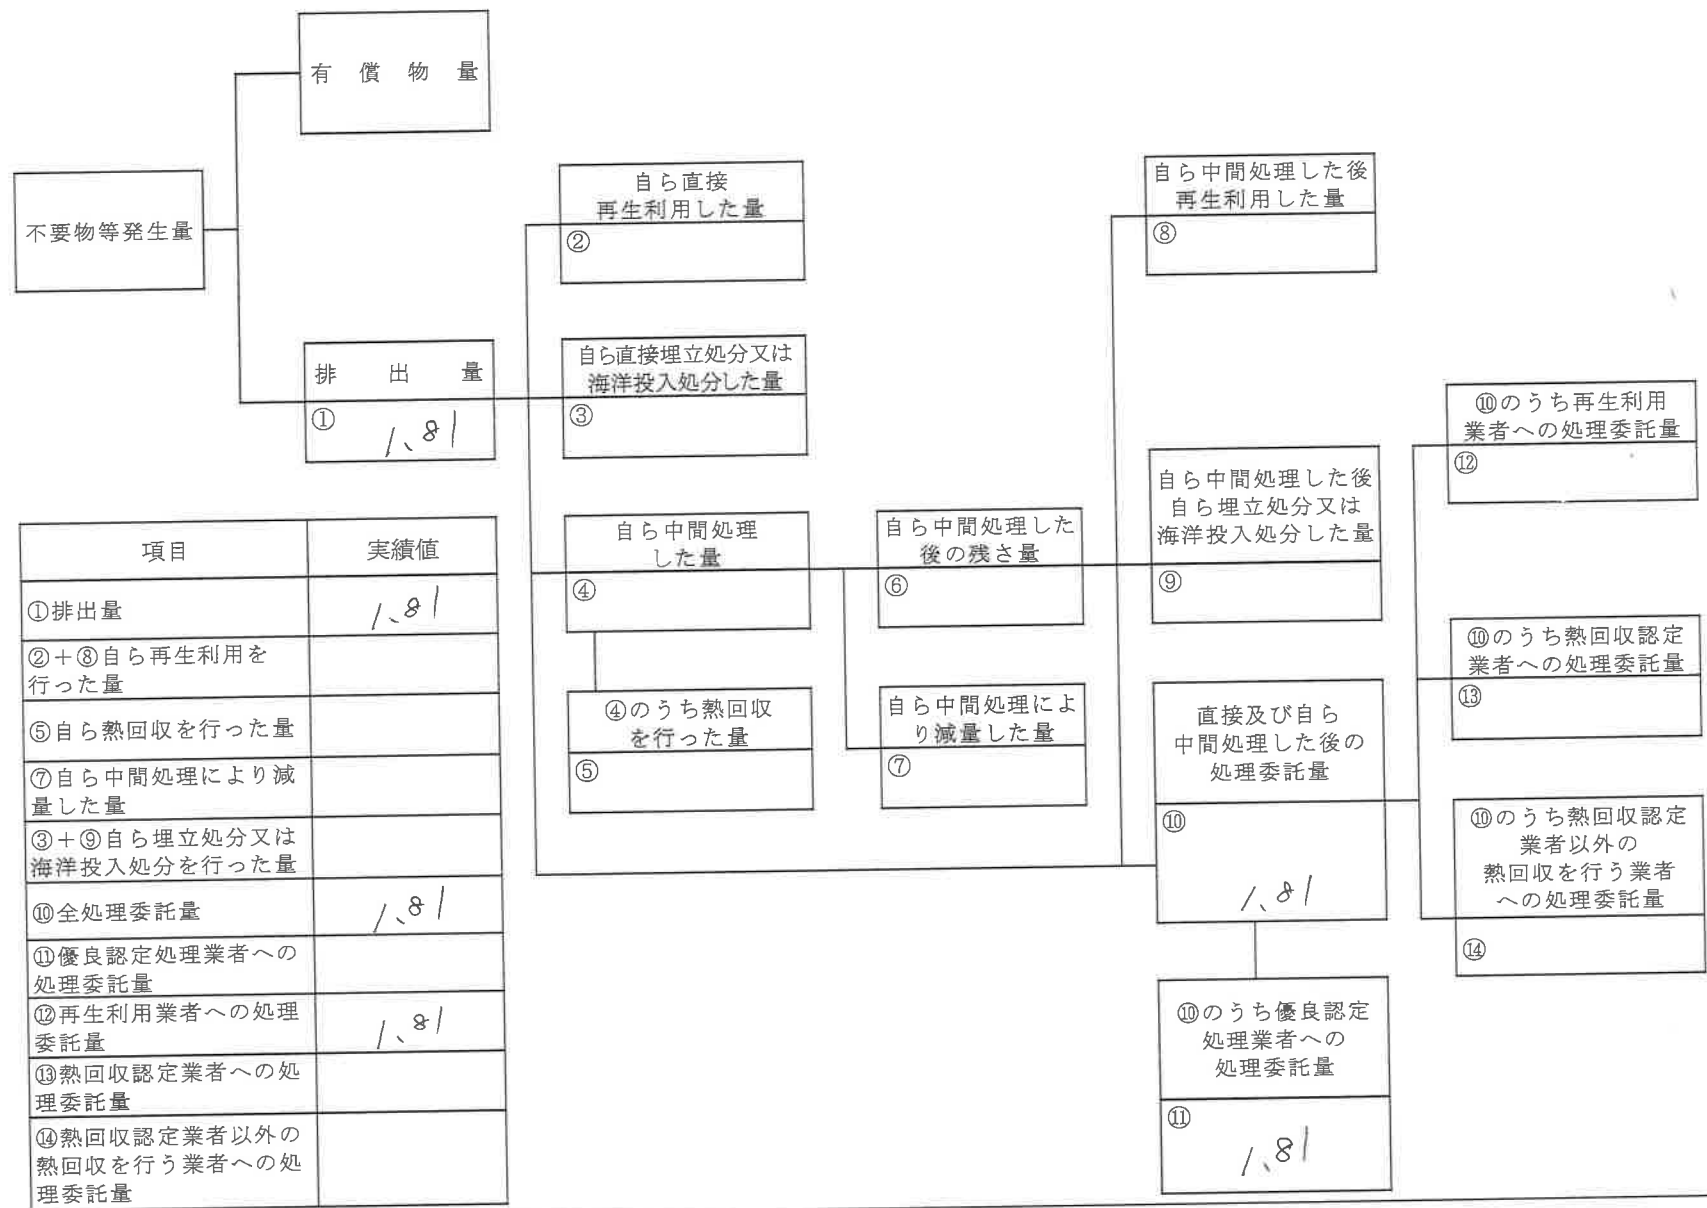 有償物量
不要物等発生量
排出量
①
1、81
自ら直接
再生利用した量
②
自ら直接埋立処分又は
海洋投入処分した量
③
自ら中間処理
した量
④
④のうち熱回収
を行った量
⑤
自ら中間処理した
後の残さ量
⑥
自ら中間処理によ
り減量した量
⑦
自ら中間処理した後
再生利用した量
⑧
自ら中間処理した後
自ら埋立処分又は
海洋投入処分した量
⑨
直接及び自ら
中間処理した後の
処理委託量
⑩
1、81
⑩のうち優良認定
処理業者への
処理委託量
⑪
1、81
⑩のうち再生利用
業者への処理委託量
⑫
⑩のうち熱回収認定
業者への処理委託量
⑬
⑩のうち熱回収認定
業者以外の
熱回収を行う業者
への処理委託量
⑭
項目 実績値
①排出量 1、81
②+⑧自ら再生利用を
行った量
⑤自ら熱回収を行った量
⑦自ら中間処理により減
量した量
③+⑨自ら埋立処分又は
海洋投入処分を行った量
⑩全処理委託量 1、81
⑪優良認定処理業者への
処理委託量
⑫再生利用業者への処理
委託量 1、81
⑬熱回収認定業者への処
理委託量
⑭熱回収認定業者以外の
熱回収を行う業者への処
理委託量